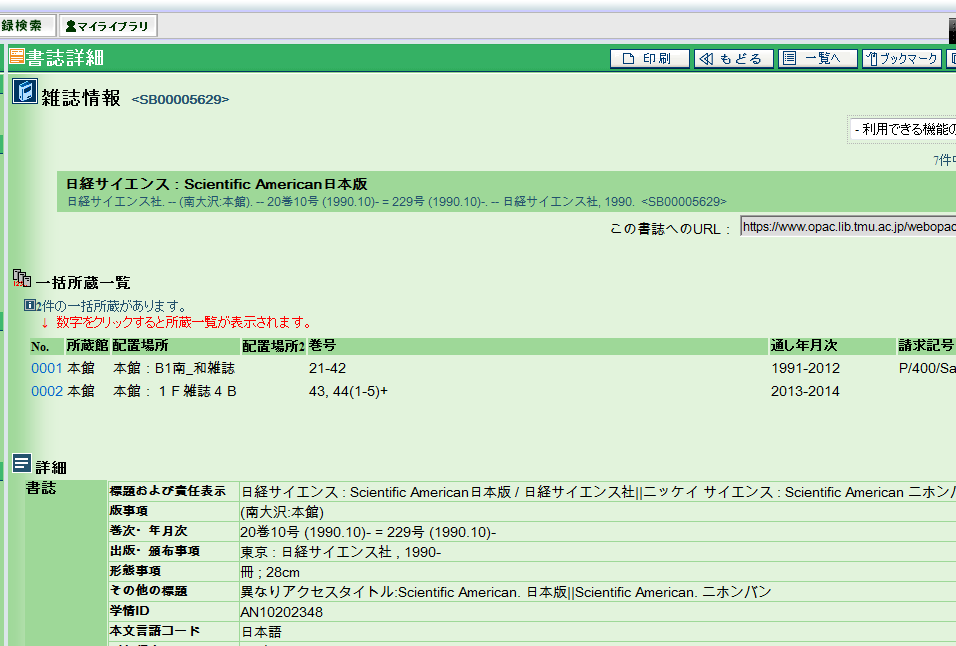 録検索 マイライブラリ
書誌詳細 印刷 もどる 一覧へ ブックマーク
雑誌情報 <SB00005629>
- 利用できる機能の
7件中
日経サイエンス : Scientific American日本版
日経サイエンス社. -- (南大沢:本館). -- 20巻10号 (1990.10)- = 229号 (1990.10)-. -- 日経サイエンス社, 1990. <SB00005629>
この書誌へのURL : https://www.opac.lib.tmu.ac.jp/webopac
一括所蔵一覧
2件の一括所蔵があります。
↓ 数字をクリックすると所蔵一覧が表示されます。
No. 所蔵館 配置場所 配置場所2 巻号 通し年月次 請求記号
0001 本館 本館 : B1南_和雑誌 21-42 1991-2012 P/400/Sa
0002 本館 本館 : 1F雑誌4B 43, 44(1-5)+ 2013-2014
詳細
書誌
標題および責任表示 日経サイエンス : Scientific American日本版 / 日経サイエンス社||ニッケイ サイエンス : Scientific American ニホンバ
版事項 (南大沢:本館)
巻次・年月次 20巻10号 (1990.10)- = 229号 (1990.10)-
出版・頒布事項 東京 : 日経サイエンス社 , 1990-
形態事項 冊 ; 28cm
その他の標題 異なりアクセスタイトル:Scientific American. 日本版||Scientific American. ニホンバン
学情ID AN10202348
本文言語コード 日本語